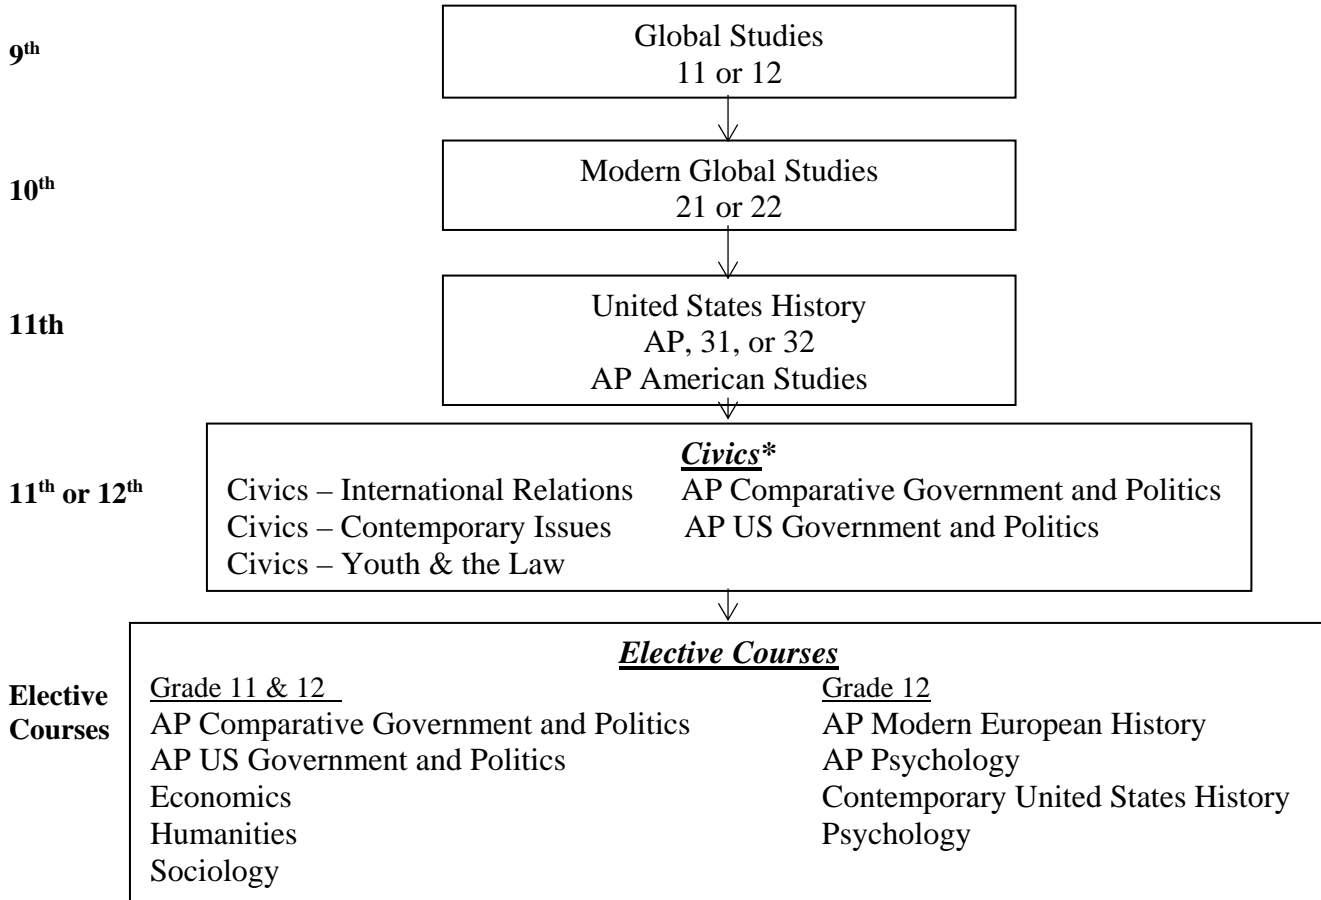 9th
Global Studies
11 or 12
10th
Modern Global Studies
21 or 22
11th
United States History
AP, 31, or 32
AP American Studies
11th or 12th
Civics*
Civics – International Relations
Civics – Contemporary Issues
Civics – Youth & the Law
AP Comparative Government and Politics
AP US Government and Politics
Elective
Courses
Elective Courses
Grade 11 & 12
AP Comparative Government and Politics
AP US Government and Politics
Economics
Humanities
Sociology
Grade 12
AP Modern European History
AP Psychology
Contemporary United States History
Psychology